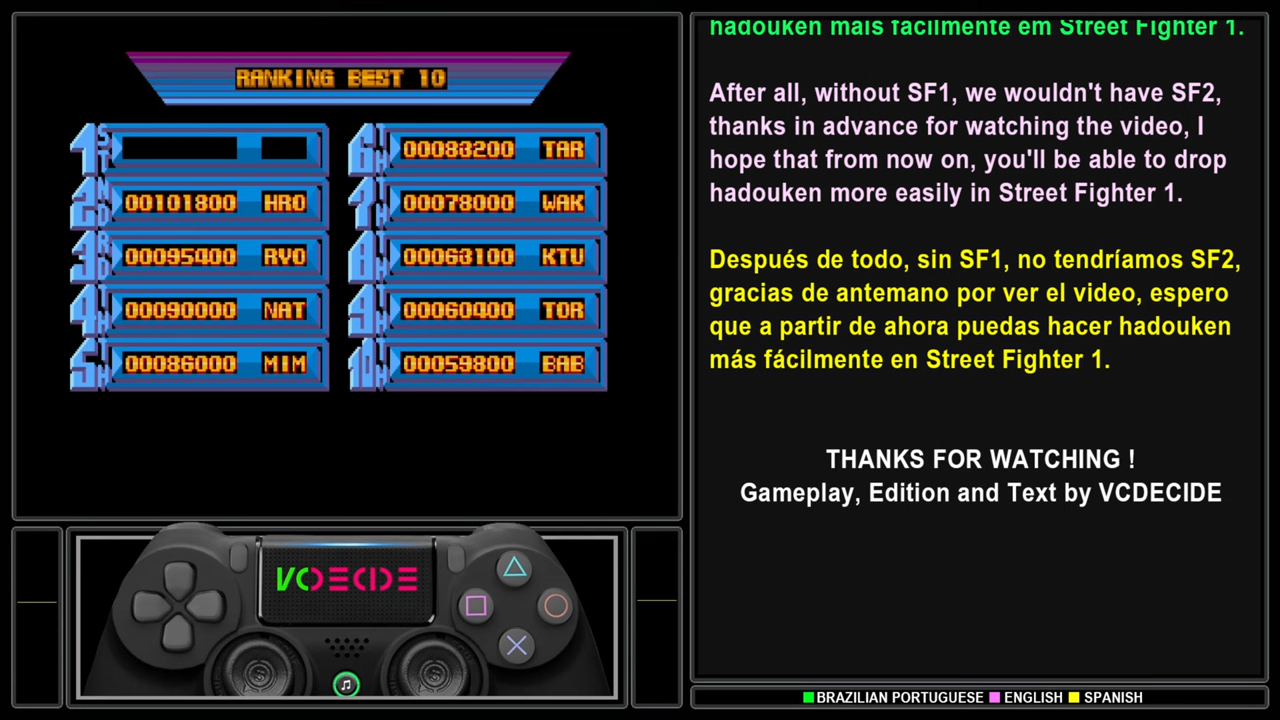 RANKING BEST 10
1ST
2ND 00101800 HRO
3RD 00095400 RYO
4TH 00090000 NAT
5TH 00086000 MIM
6TH 00083200 TAR
7TH 00078000 WAK
8TH 00063100 KTU
9TH 00060400 TOR
10TH 00059800 BAB
hadouken mais facilmente em Street Fighter 1.
After all, without SF1, we wouldn't have SF2,
thanks in advance for watching the video, I
hope that from now on, you'll be able to drop
hadouken more easily in Street Fighter 1.
Después de todo, sin SF1, no tendríamos SF2,
gracias de antemano por ver el video, espero
que a partir de ahora puedas hacer hadouken
más fácilmente en Street Fighter 1.
THANKS FOR WATCHING !
Gameplay, Edition and Text by VCDECIDE
VCDECIDE
BRAZILIAN PORTUGUESE ENGLISH SPANISH